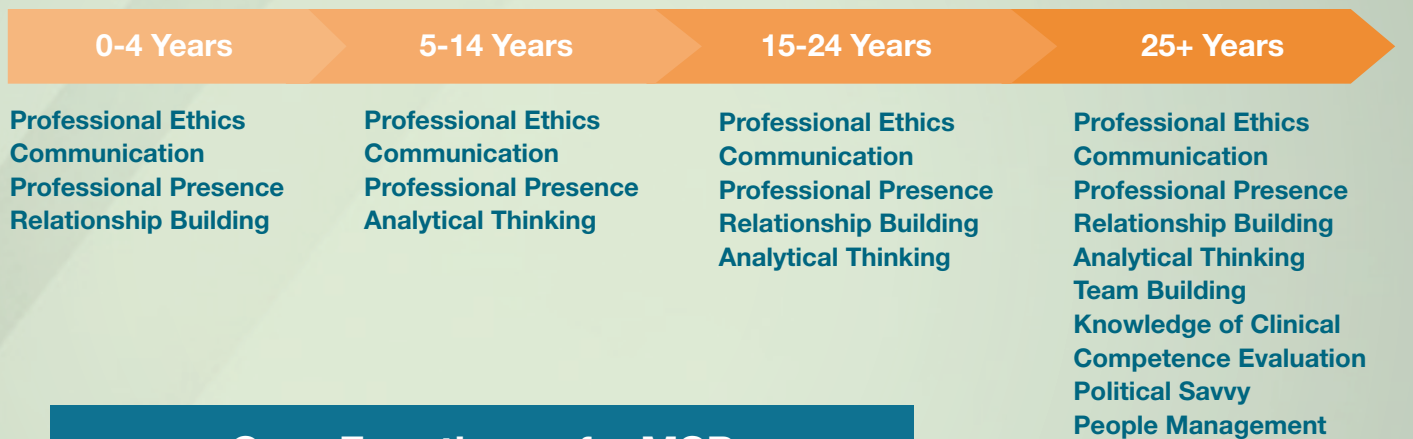 0-4 Years
5-14 Years
15-24 Years
25+ Years
Professional Ethics
Communication
Professional Presence
Relationship Building
Professional Ethics
Communication
Professional Presence
Analytical Thinking
Professional Ethics
Communication
Professional Presence
Relationship Building
Analytical Thinking
Professional Ethics
Communication
Professional Presence
Relationship Building
Analytical Thinking
Team Building
Knowledge of Clinical
Competence Evaluation
Political Savvy
People Management